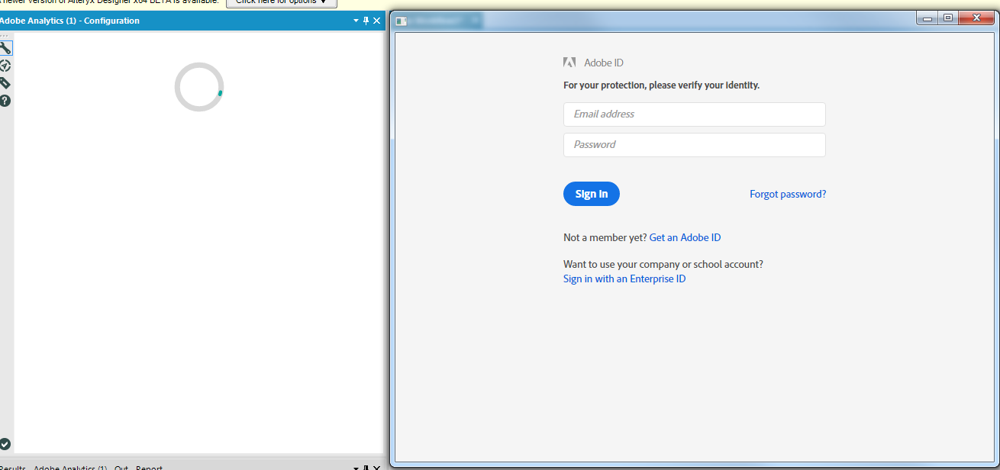 newer version of Alteryx Designer x64 BETA is available.
Click here for options
Adobe Analytics (1) - Configuration
Adobe ID
For your protection, please verify your identity.
Email address
Password
Sign in
Forgot password?
Not a member yet? Get an Adobe ID
Want to use your company or school account?
Sign in with an Enterprise ID
Results - Adobe Analytics (1) - Out - Report